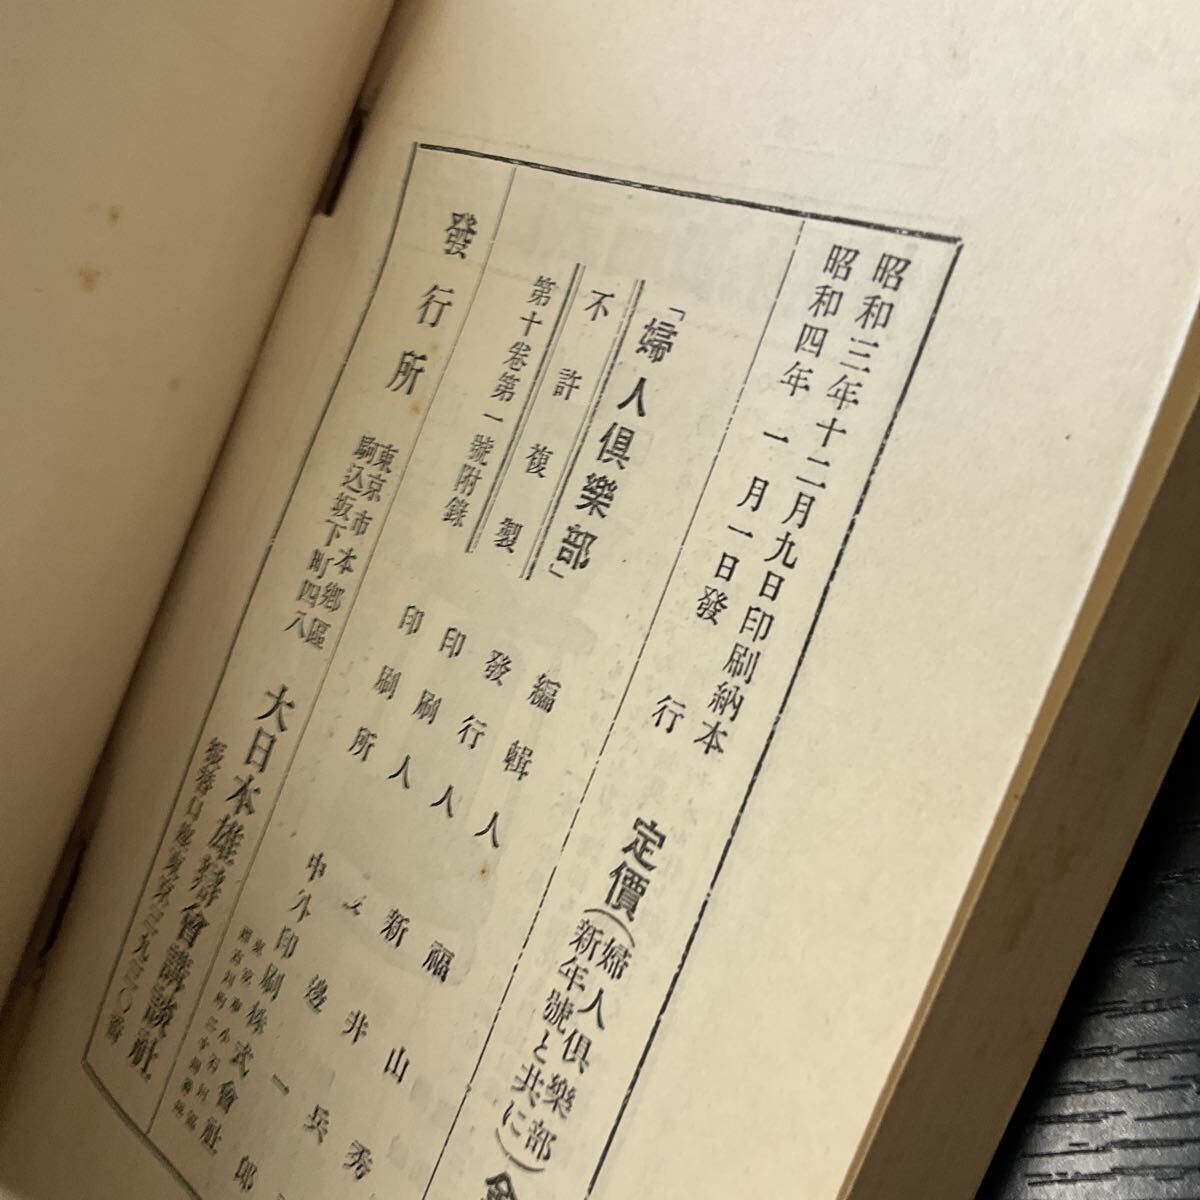 昭和三年十二月九日印刷納本
昭和四年一月一日發行
定價(婦人倶樂部新年號と共に)
「婦人倶樂部」
不許複製
第十卷第一號附錄
編輯人 福山秀
發行人 新井兵
印刷人 邊一郎
印刷所 中外印刷株式會社
發行所
東京市本鄕區
駒込坂下町四八
大日本雄辯會講談社